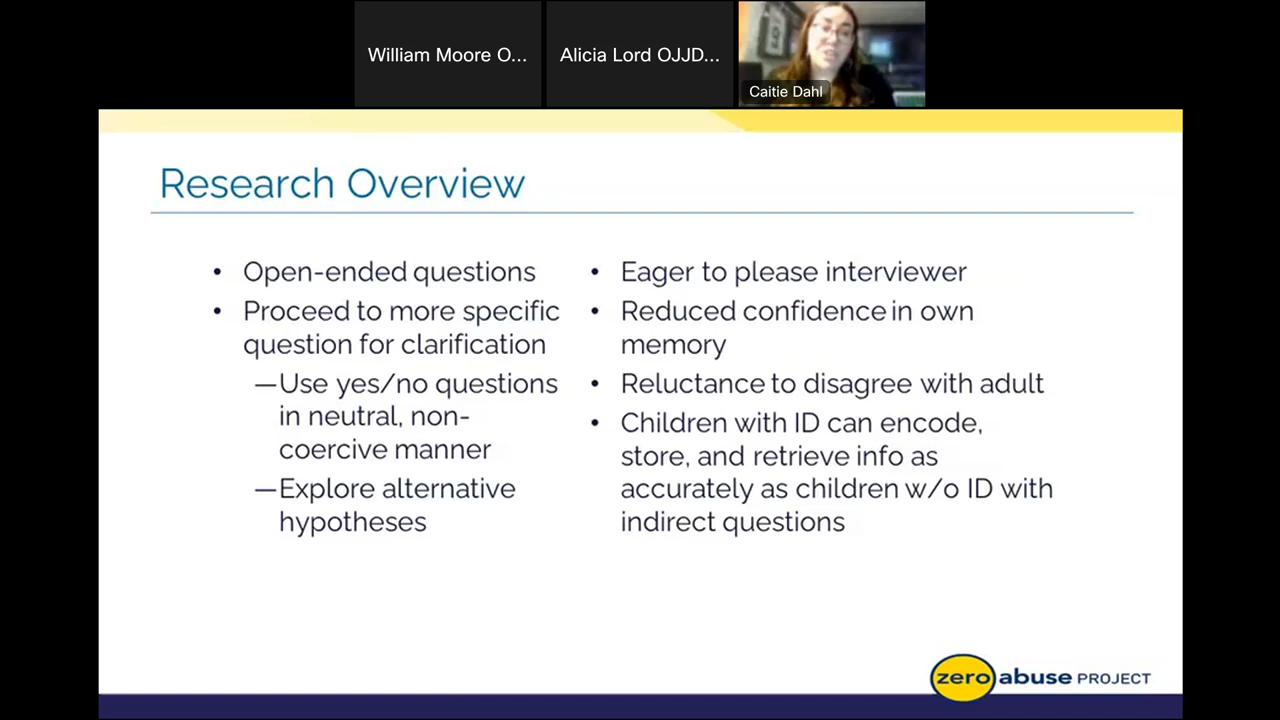 William Moore O...
Alicia Lord OJJD...
Caitie Dahl
Research Overview
• Open-ended questions
• Proceed to more specific
question for clarification
—Use yes/no questions
in neutral, non-
coercive manner
—Explore alternative
hypotheses
• Eager to please interviewer
• Reduced confidence in own
memory
• Reluctance to disagree with adult
• Children with ID can encode,
store, and retrieve info as
accurately as children w/o ID with
indirect questions
zero abuse PROJECT